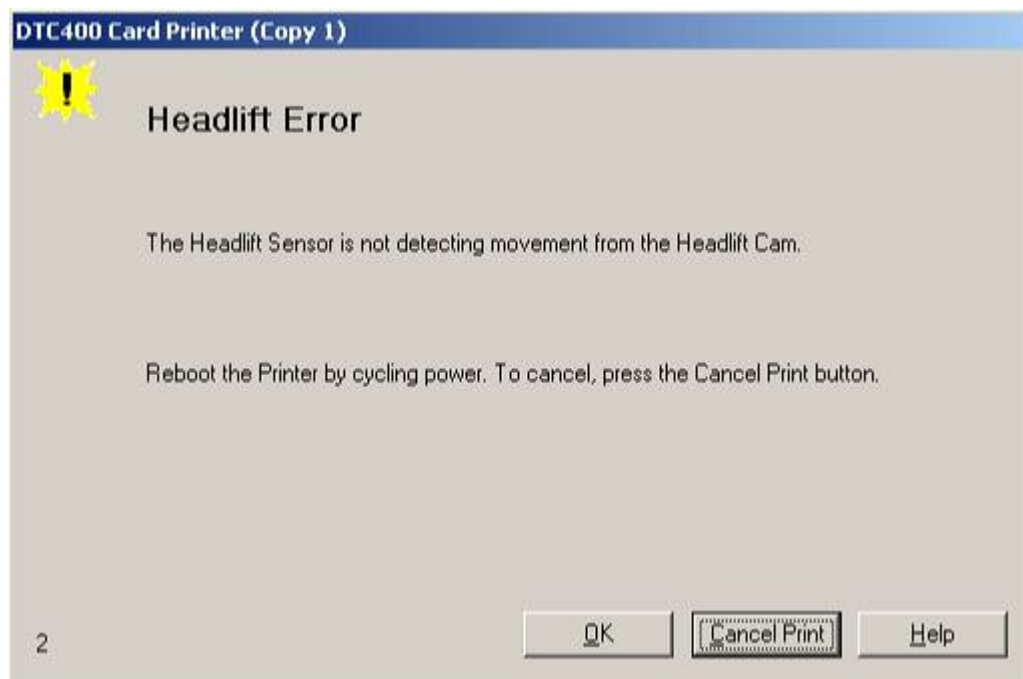 DTC400 Card Printer (Copy 1)
!
Headlift Error
The Headlift Sensor is not detecting movement from the Headlift Cam.
Reboot the Printer by cycling power. To cancel, press the Cancel Print button.
2
OK
Cancel Print
Help